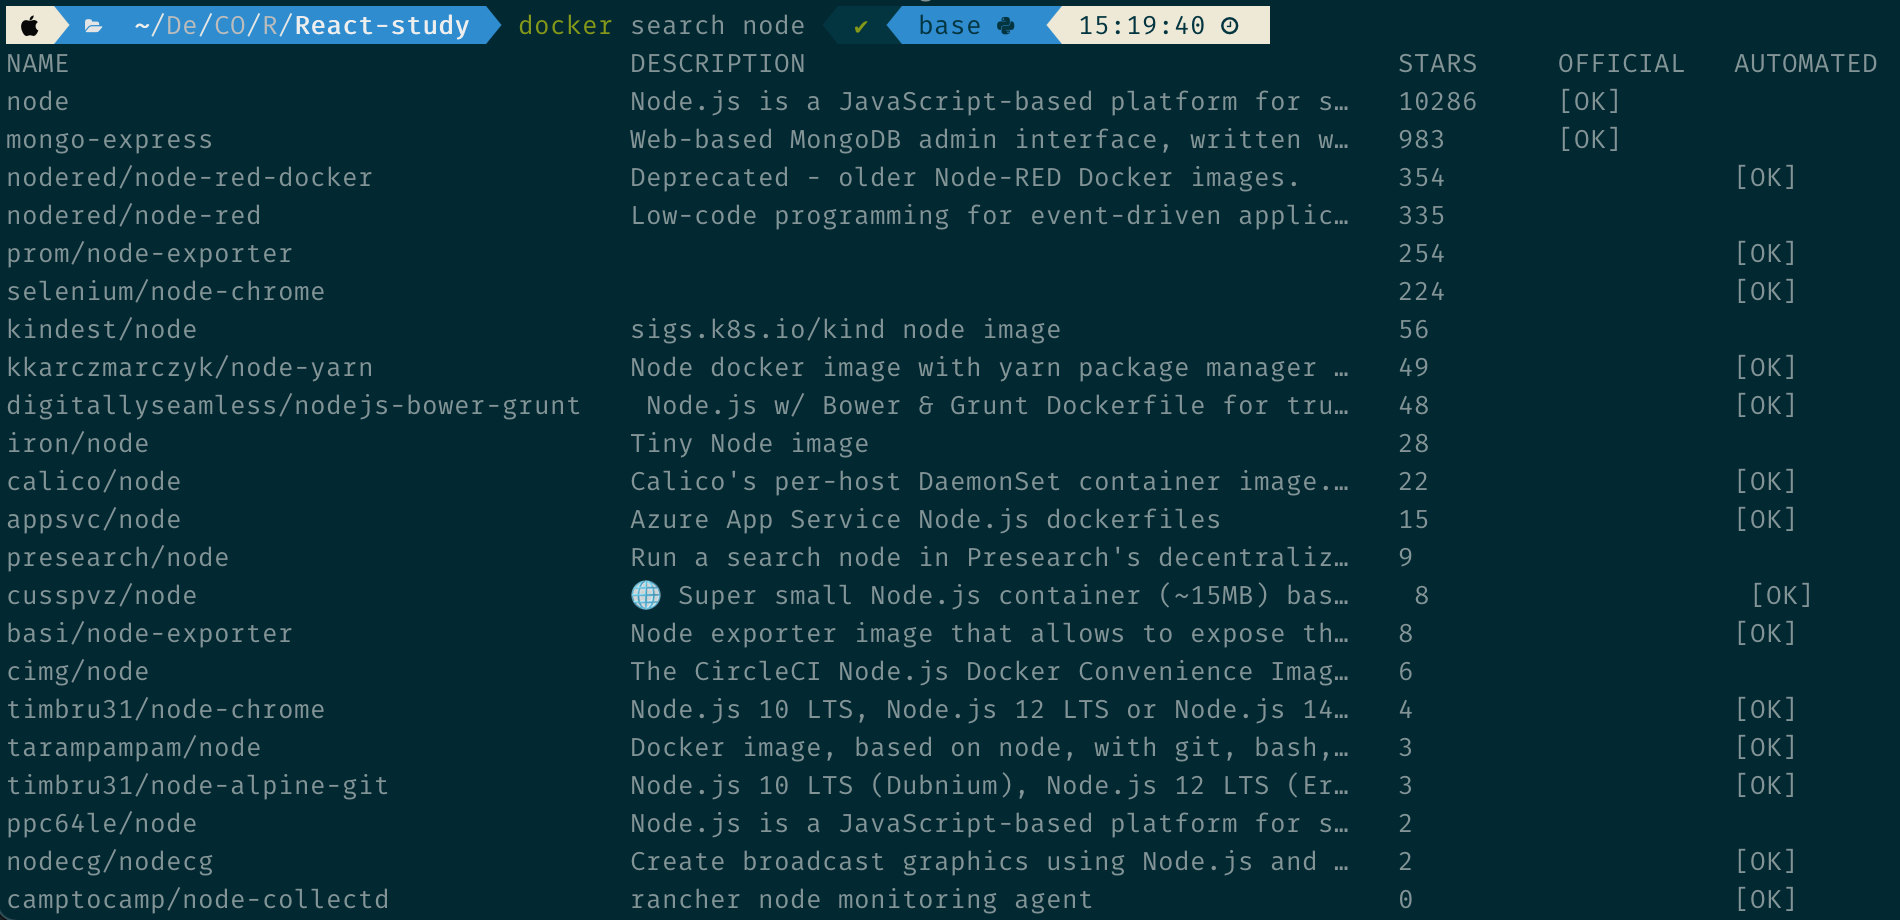 ~/De/CO/R/React-study docker search node ✔ base 15:19:40
NAME DESCRIPTION STARS OFFICIAL AUTOMATED
node Node.js is a JavaScript-based platform for s… 10286 [OK]
mongo-express Web-based MongoDB admin interface, written w… 983 [OK]
nodered/node-red-docker Deprecated - older Node-RED Docker images. 354 [OK]
nodered/node-red Low-code programming for event-driven applic… 335
prom/node-exporter 254 [OK]
selenium/node-chrome 224 [OK]
kindest/node sigs.k8s.io/kind node image 56
kkarczmarczyk/node-yarn Node docker image with yarn package manager … 49 [OK]
digitallyseamless/nodejs-bower-grunt Node.js w/ Bower & Grunt Dockerfile for tru… 48 [OK]
iron/node Tiny Node image 28
calico/node Calico's per-host DaemonSet container image.… 22 [OK]
appsvc/node Azure App Service Node.js dockerfiles 15 [OK]
presearch/node Run a search node in Presearch's decentraliz… 9
cusspvz/node 🌐 Super small Node.js container (~15MB) bas… 8 [OK]
basi/node-exporter Node exporter image that allows to expose th… 8 [OK]
cimg/node The CircleCI Node.js Docker Convenience Imag… 6
timbru31/node-chrome Node.js 10 LTS, Node.js 12 LTS or Node.js 14… 4 [OK]
tarampampam/node Docker image, based on node, with git, bash,… 3 [OK]
timbru31/node-alpine-git Node.js 10 LTS (Dubnium), Node.js 12 LTS (Er… 3 [OK]
ppc64le/node Node.js is a JavaScript-based platform for s… 2
nodecg/nodecg Create broadcast graphics using Node.js and … 2 [OK]
camptocamp/node-collectd rancher node monitoring agent 0 [OK]